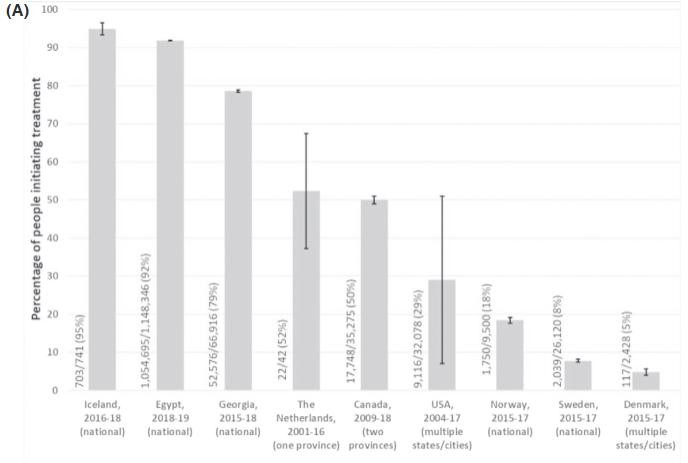 (A)
Percentage of people initiating treatment
100
90
80
70
60
50
40
30
20
10
0
703/741 (95%)
1,054,695/1,148,346 (92%)
52,576/66,916 (79%)
22/42 (52%)
17,748/35,275 (50%)
9,116/32,078 (29%)
1,750/9,500 (18%)
2,039/26,120 (8%)
117/2,428 (5%)
Iceland,
2016-18
(national)
Egypt,
2018-19
(national)
Georgia,
2015-18
(national)
The
Netherlands,
2001-16
(one province)
Canada,
2009-18
(two
provinces)
USA,
2004-17
(multiple
states/cities)
Norway,
2015-17
(national)
Sweden,
2015-17
(national)
Denmark,
2015-17
(multiple
states/cities)